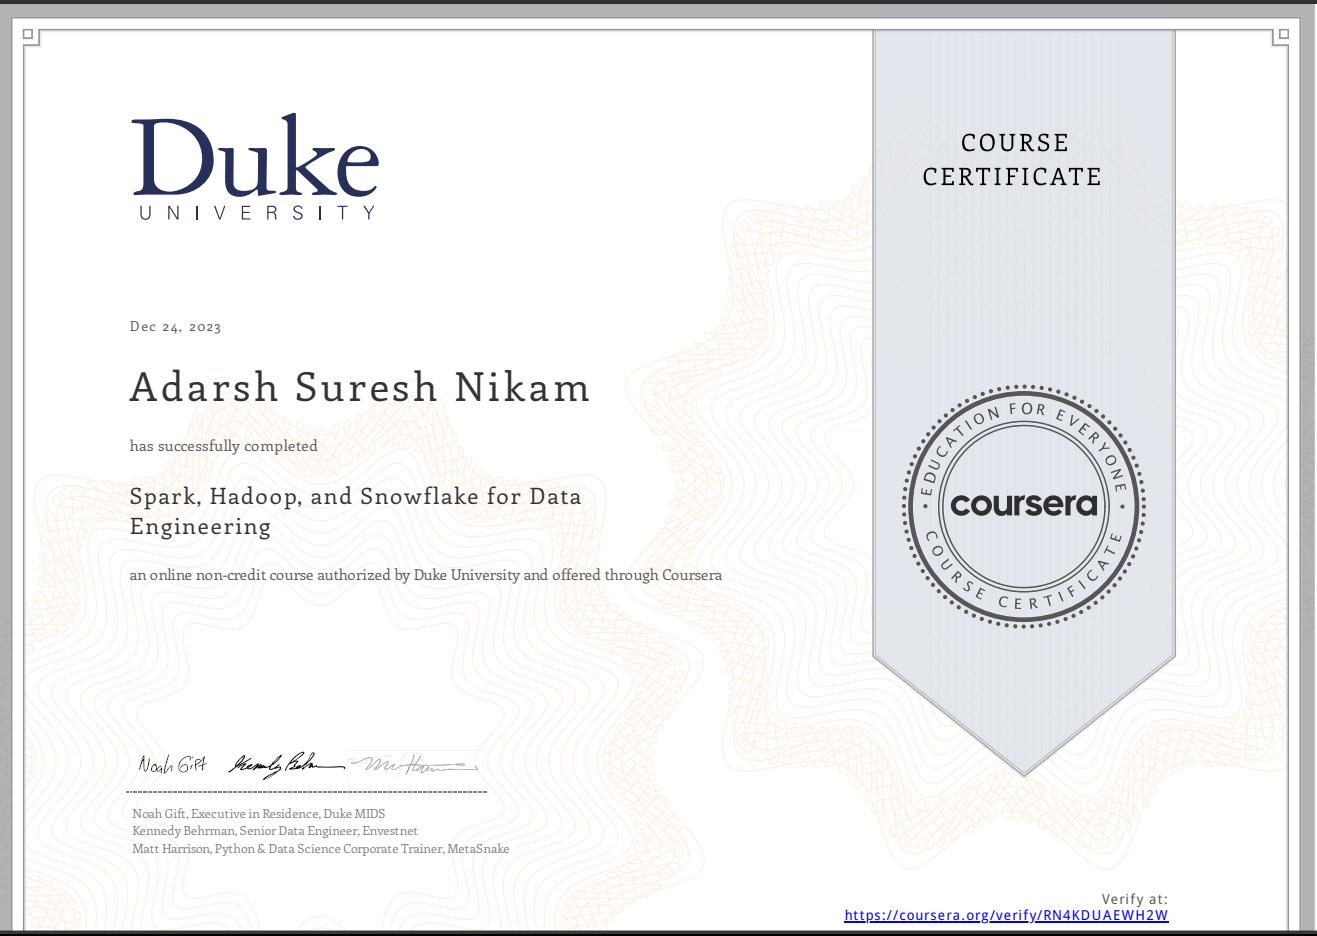 Duke
UNIVERSITY
COURSE
CERTIFICATE
Dec 24, 2023
Adarsh Suresh Nikam
has successfully completed
Spark, Hadoop, and Snowflake for Data
Engineering
an online non-credit course authorized by Duke University and offered through Coursera
EDUCATION FOR EVERYONE
coursera
COURSE CERTIFICATE
Noah Gift
Noah Gift, Executive in Residence, Duke MIDS
Kennedy Behrman, Senior Data Engineer, Envestnet
Matt Harrison, Python & Data Science Corporate Trainer, MetaSnake
Verify at:
https://coursera.org/verify/RN4KDUAEWH2W